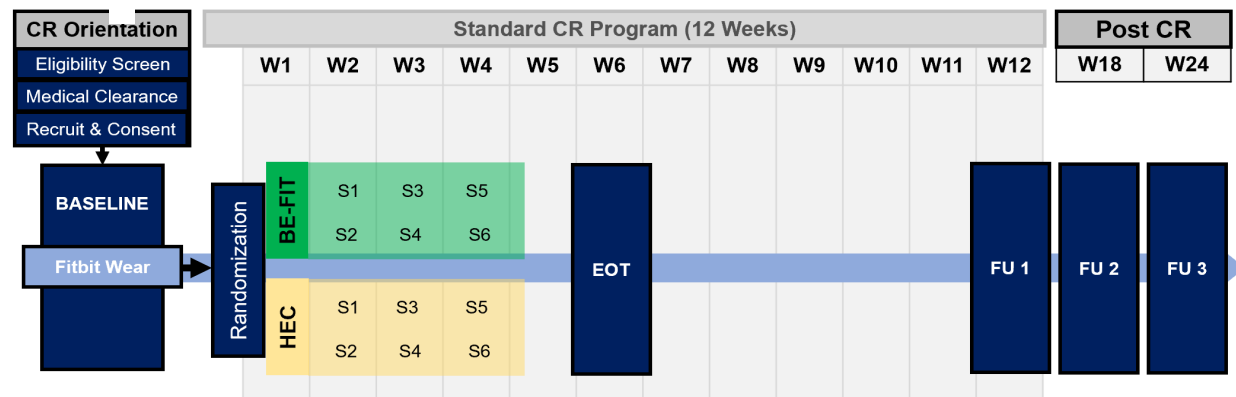 CR Orientation
Eligibility Screen
Medical Clearance
Recruit & Consent
Standard CR Program (12 Weeks)
W1 W2 W3 W4 W5 W6 W7 W8 W9 W10 W11 W12
Post CR
W18 W24
BASELINE
Fitbit Wear
Randomization
BE-FIT
S1 S3 S5
S2 S4 S6
HEC
S1 S3 S5
S2 S4 S6
EOT
FU 1
FU 2
FU 3